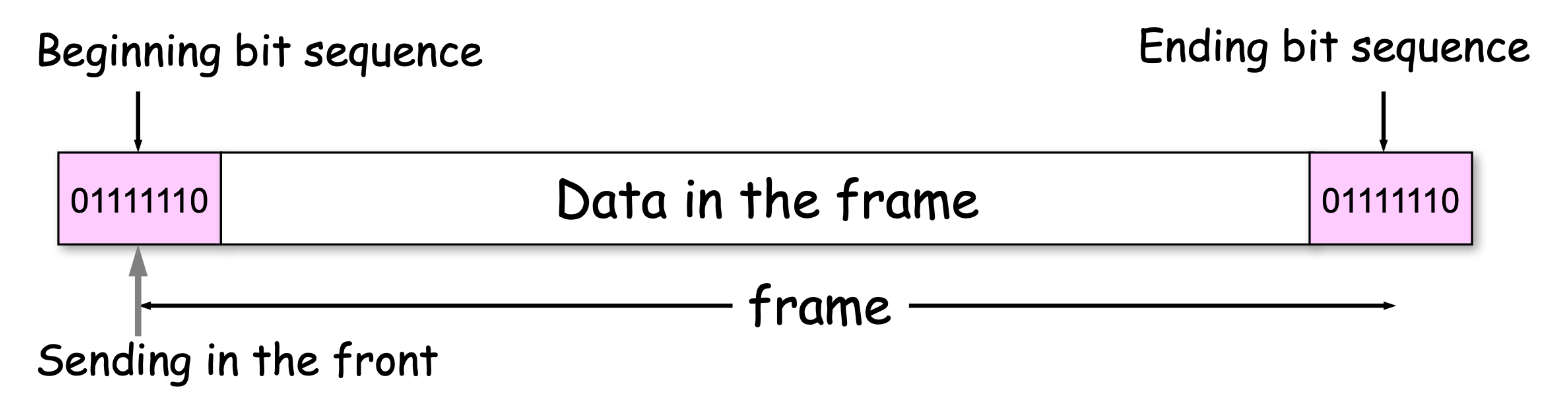 Beginning bit sequence
Ending bit sequence
01111110
Data in the frame
01111110
frame
Sending in the front